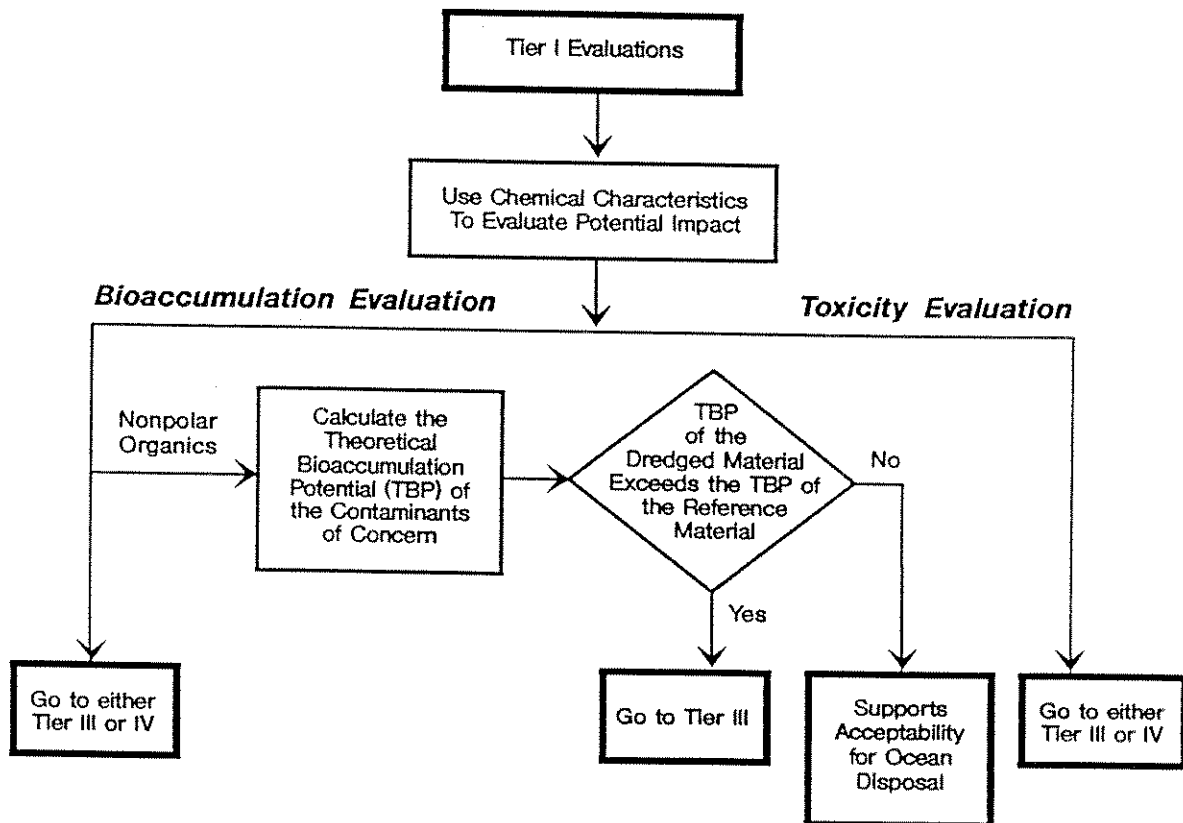 Tier I Evaluations
Use Chemical Characteristics
To Evaluate Potential Impact
Bioaccumulation Evaluation
Toxicity Evaluation
Nonpolar
Organics
Calculate the
Theoretical
Bioaccumulation
Potential (TBP) of
the Contaminants
of Concern
TBP
of the
Dredged Material
Exceeds the TBP of
the Reference
Material
No
Yes
Go to either
Tier III or IV
Go to Tier III
Supports
Acceptability
for Ocean
Disposal
Go to either
Tier III or IV